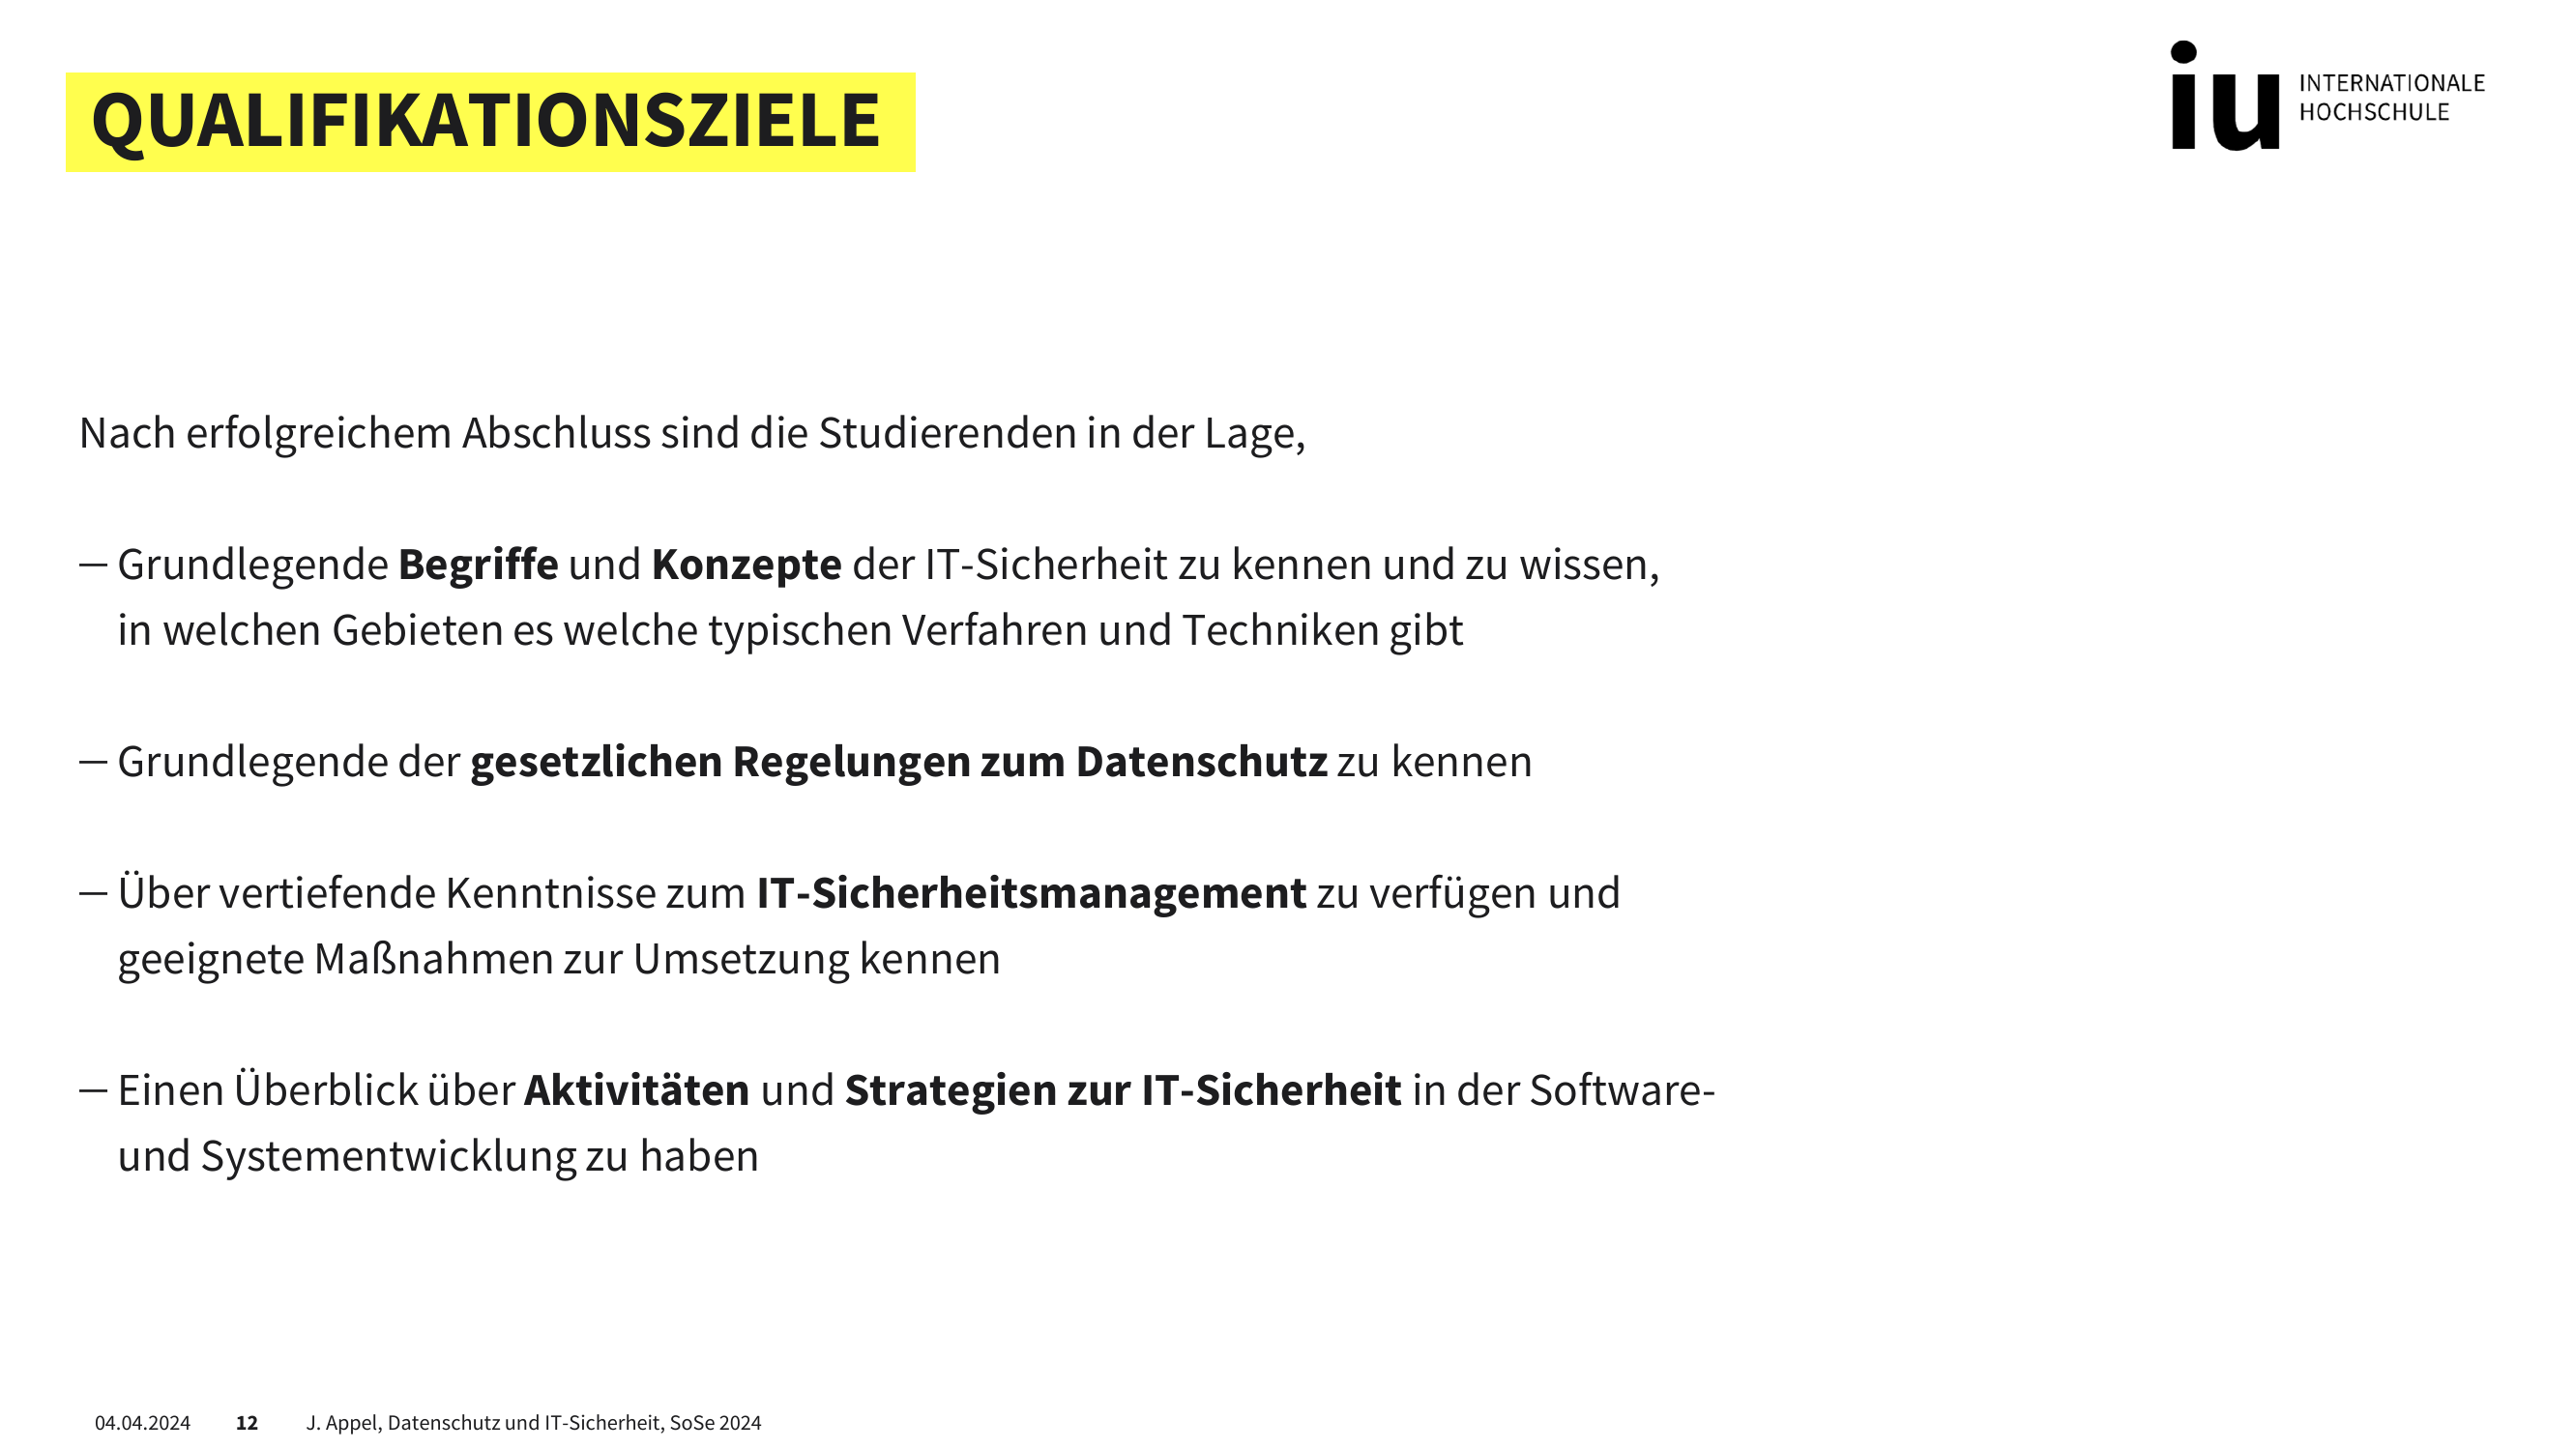 QUALIFIKATIONSZIELE
iu INTERNATIONALE
HOCHSCHULE
Nach erfolgreichem Abschluss sind die Studierenden in der Lage,
— Grundlegende Begriffe und Konzepte der IT-Sicherheit zu kennen und zu wissen,
in welchen Gebieten es welche typischen Verfahren und Techniken gibt
— Grundlegende der gesetzlichen Regelungen zum Datenschutz zu kennen
— Über vertiefende Kenntnisse zum IT-Sicherheitsmanagement zu verfügen und
geeignete Maßnahmen zur Umsetzung kennen
— Einen Überblick über Aktivitäten und Strategien zur IT-Sicherheit in der Software-
und Systementwicklung zu haben
04.04.2024 12 J. Appel, Datenschutz und IT-Sicherheit, SoSe 2024